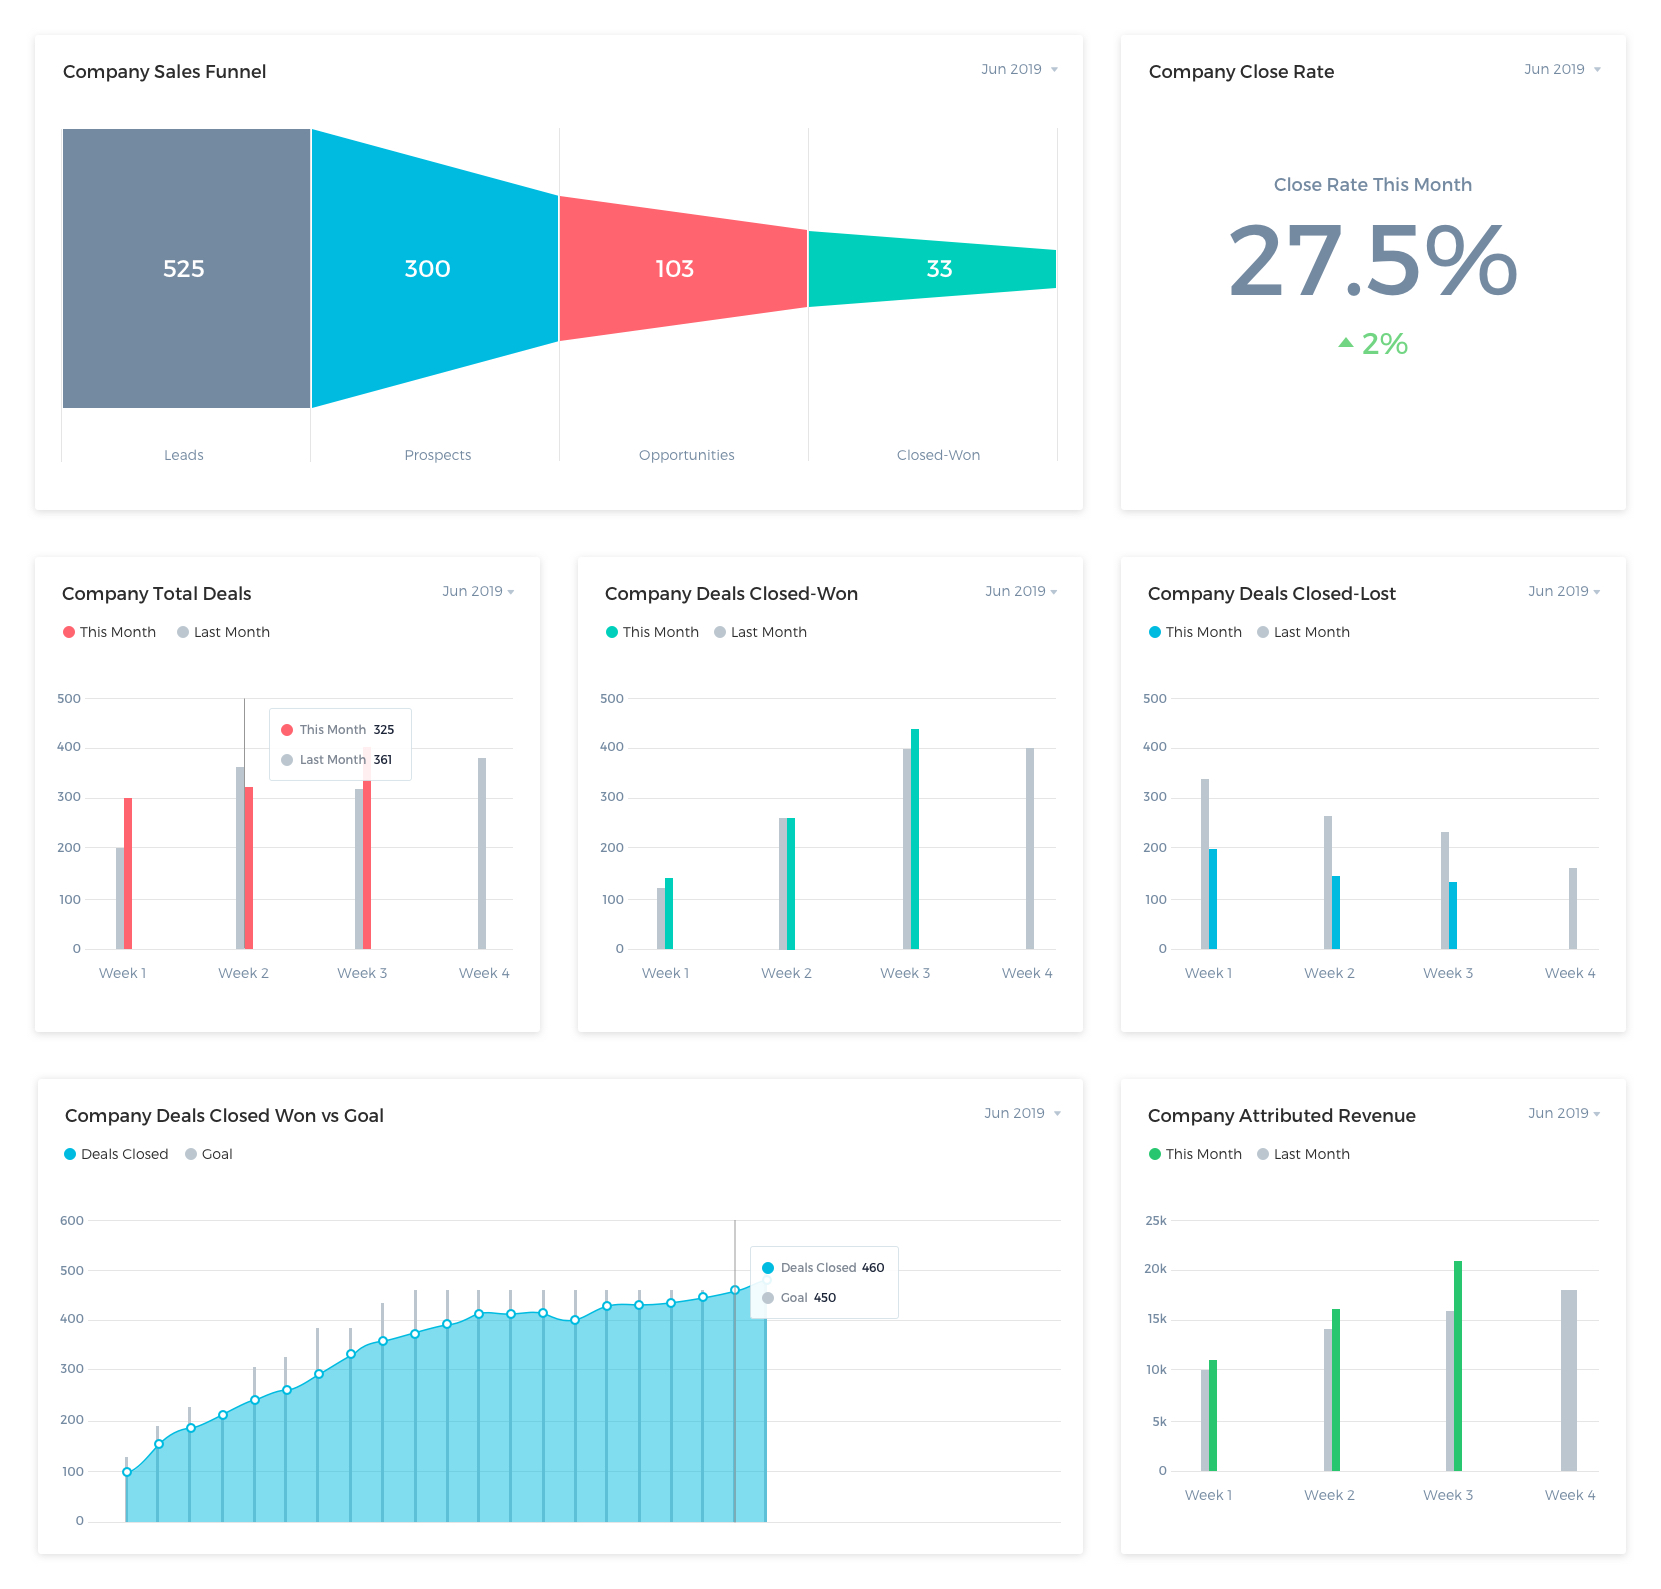 Company Sales Funnel
Jun 2019
525
300
103
33
Leads
Prospects
Opportunities
Closed-Won
Company Close Rate
Jun 2019
Close Rate This Month
27.5%
2%
Company Total Deals
Jun 2019
This Month
Last Month
500
400
300
200
100
0
This Month 325
Last Month 361
Week 1
Week 2
Week 3
Week 4
Company Deals Closed-Won
Jun 2019
This Month
Last Month
500
400
300
200
100
0
Week 1
Week 2
Week 3
Week 4
Company Deals Closed-Lost
Jun 2019
This Month
Last Month
500
400
300
200
100
0
Week 1
Week 2
Week 3
Week 4
Company Deals Closed Won vs Goal
Jun 2019
Deals Closed
Goal
600
500
400
300
200
100
0
Deals Closed 460
Goal 450
Company Attributed Revenue
Jun 2019
This Month
Last Month
25k
20k
15k
10k
5k
0
Week 1
Week 2
Week 3
Week 4